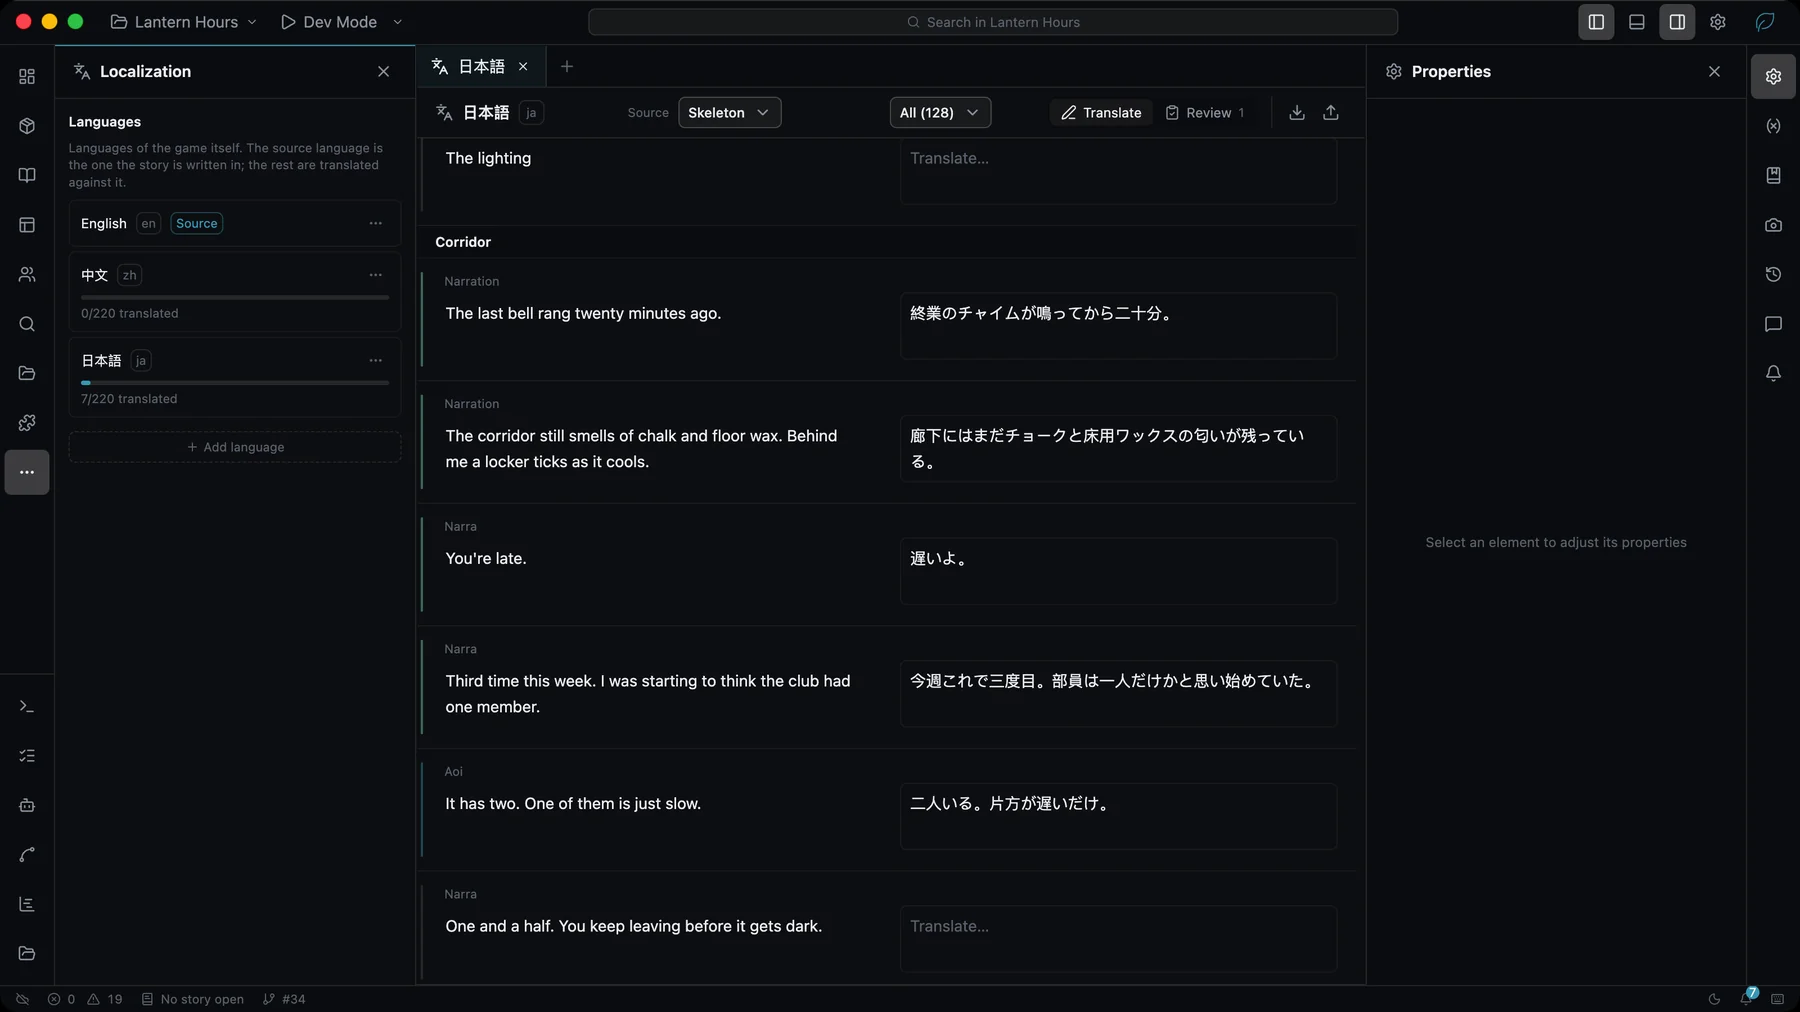 Lantern Hours
Dev Mode
Search in Lantern Hours
Localization
Languages
Languages of the game itself. The source language is
the one the story is written in; the rest are translated
against it.
English en Source
中文 zh
0/220 translated
日本語 ja
7/220 translated
+ Add language
日本語
日本語 ja
Source Skeleton
All (128)
Translate
Review 1
The lighting
Translate...
Corridor
Narration
The last bell rang twenty minutes ago.
終業のチャイムが鳴ってから二十分。
Narration
The corridor still smells of chalk and floor wax. Behind
me a locker ticks as it cools.
廊下にはまだチョークと床用ワックスの匂いが残ってい
る。
Narra
You're late.
遅いよ。
Narra
Third time this week. I was starting to think the club had
one member.
今週これで三度目。部員は一人だけかと思い始めていた。
Aoi
It has two. One of them is just slow.
二人いる。片方が遅いだけ。
Narra
One and a half. You keep leaving before it gets dark.
Translate...
Properties
Select an element to adjust its properties
0 19 No story open #34
7